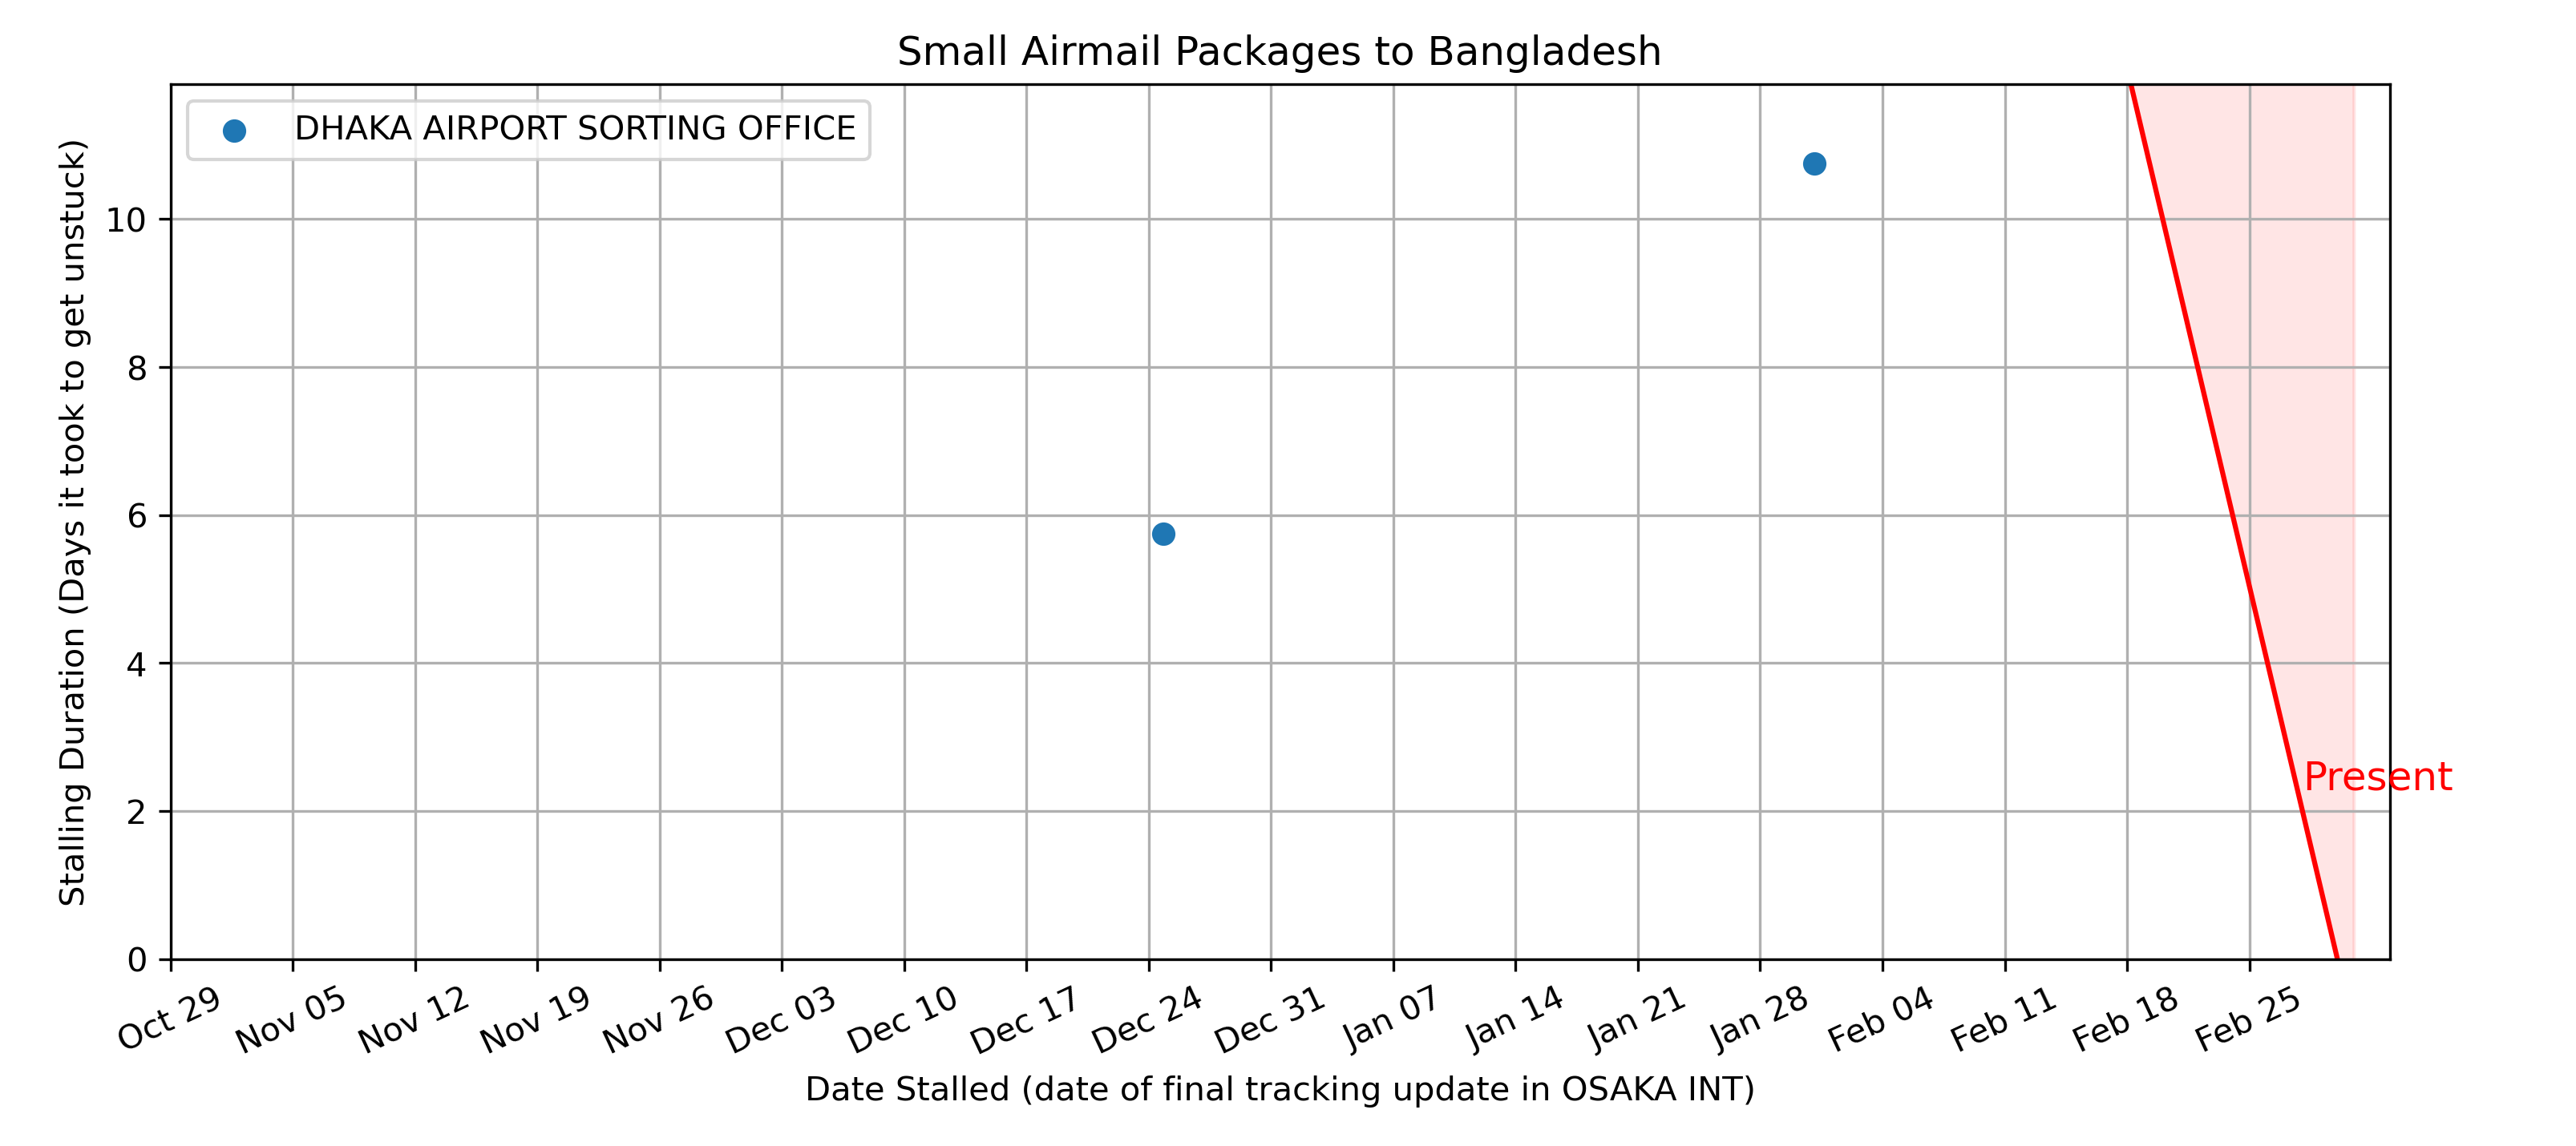 Small Airmail Packages to Bangladesh
DHAKA AIRPORT SORTING OFFICE
Stalling Duration (Days it took to get unstuck)
10
8
6
4
2
0
Present
Oct 29 Nov 05 Nov 12 Nov 19 Nov 26 Dec 03 Dec 10 Dec 17 Dec 24 Dec 31 Jan 07 Jan 14 Jan 21 Jan 28 Feb 04 Feb 11 Feb 18 Feb 25
Date Stalled (date of final tracking update in OSAKA INT)